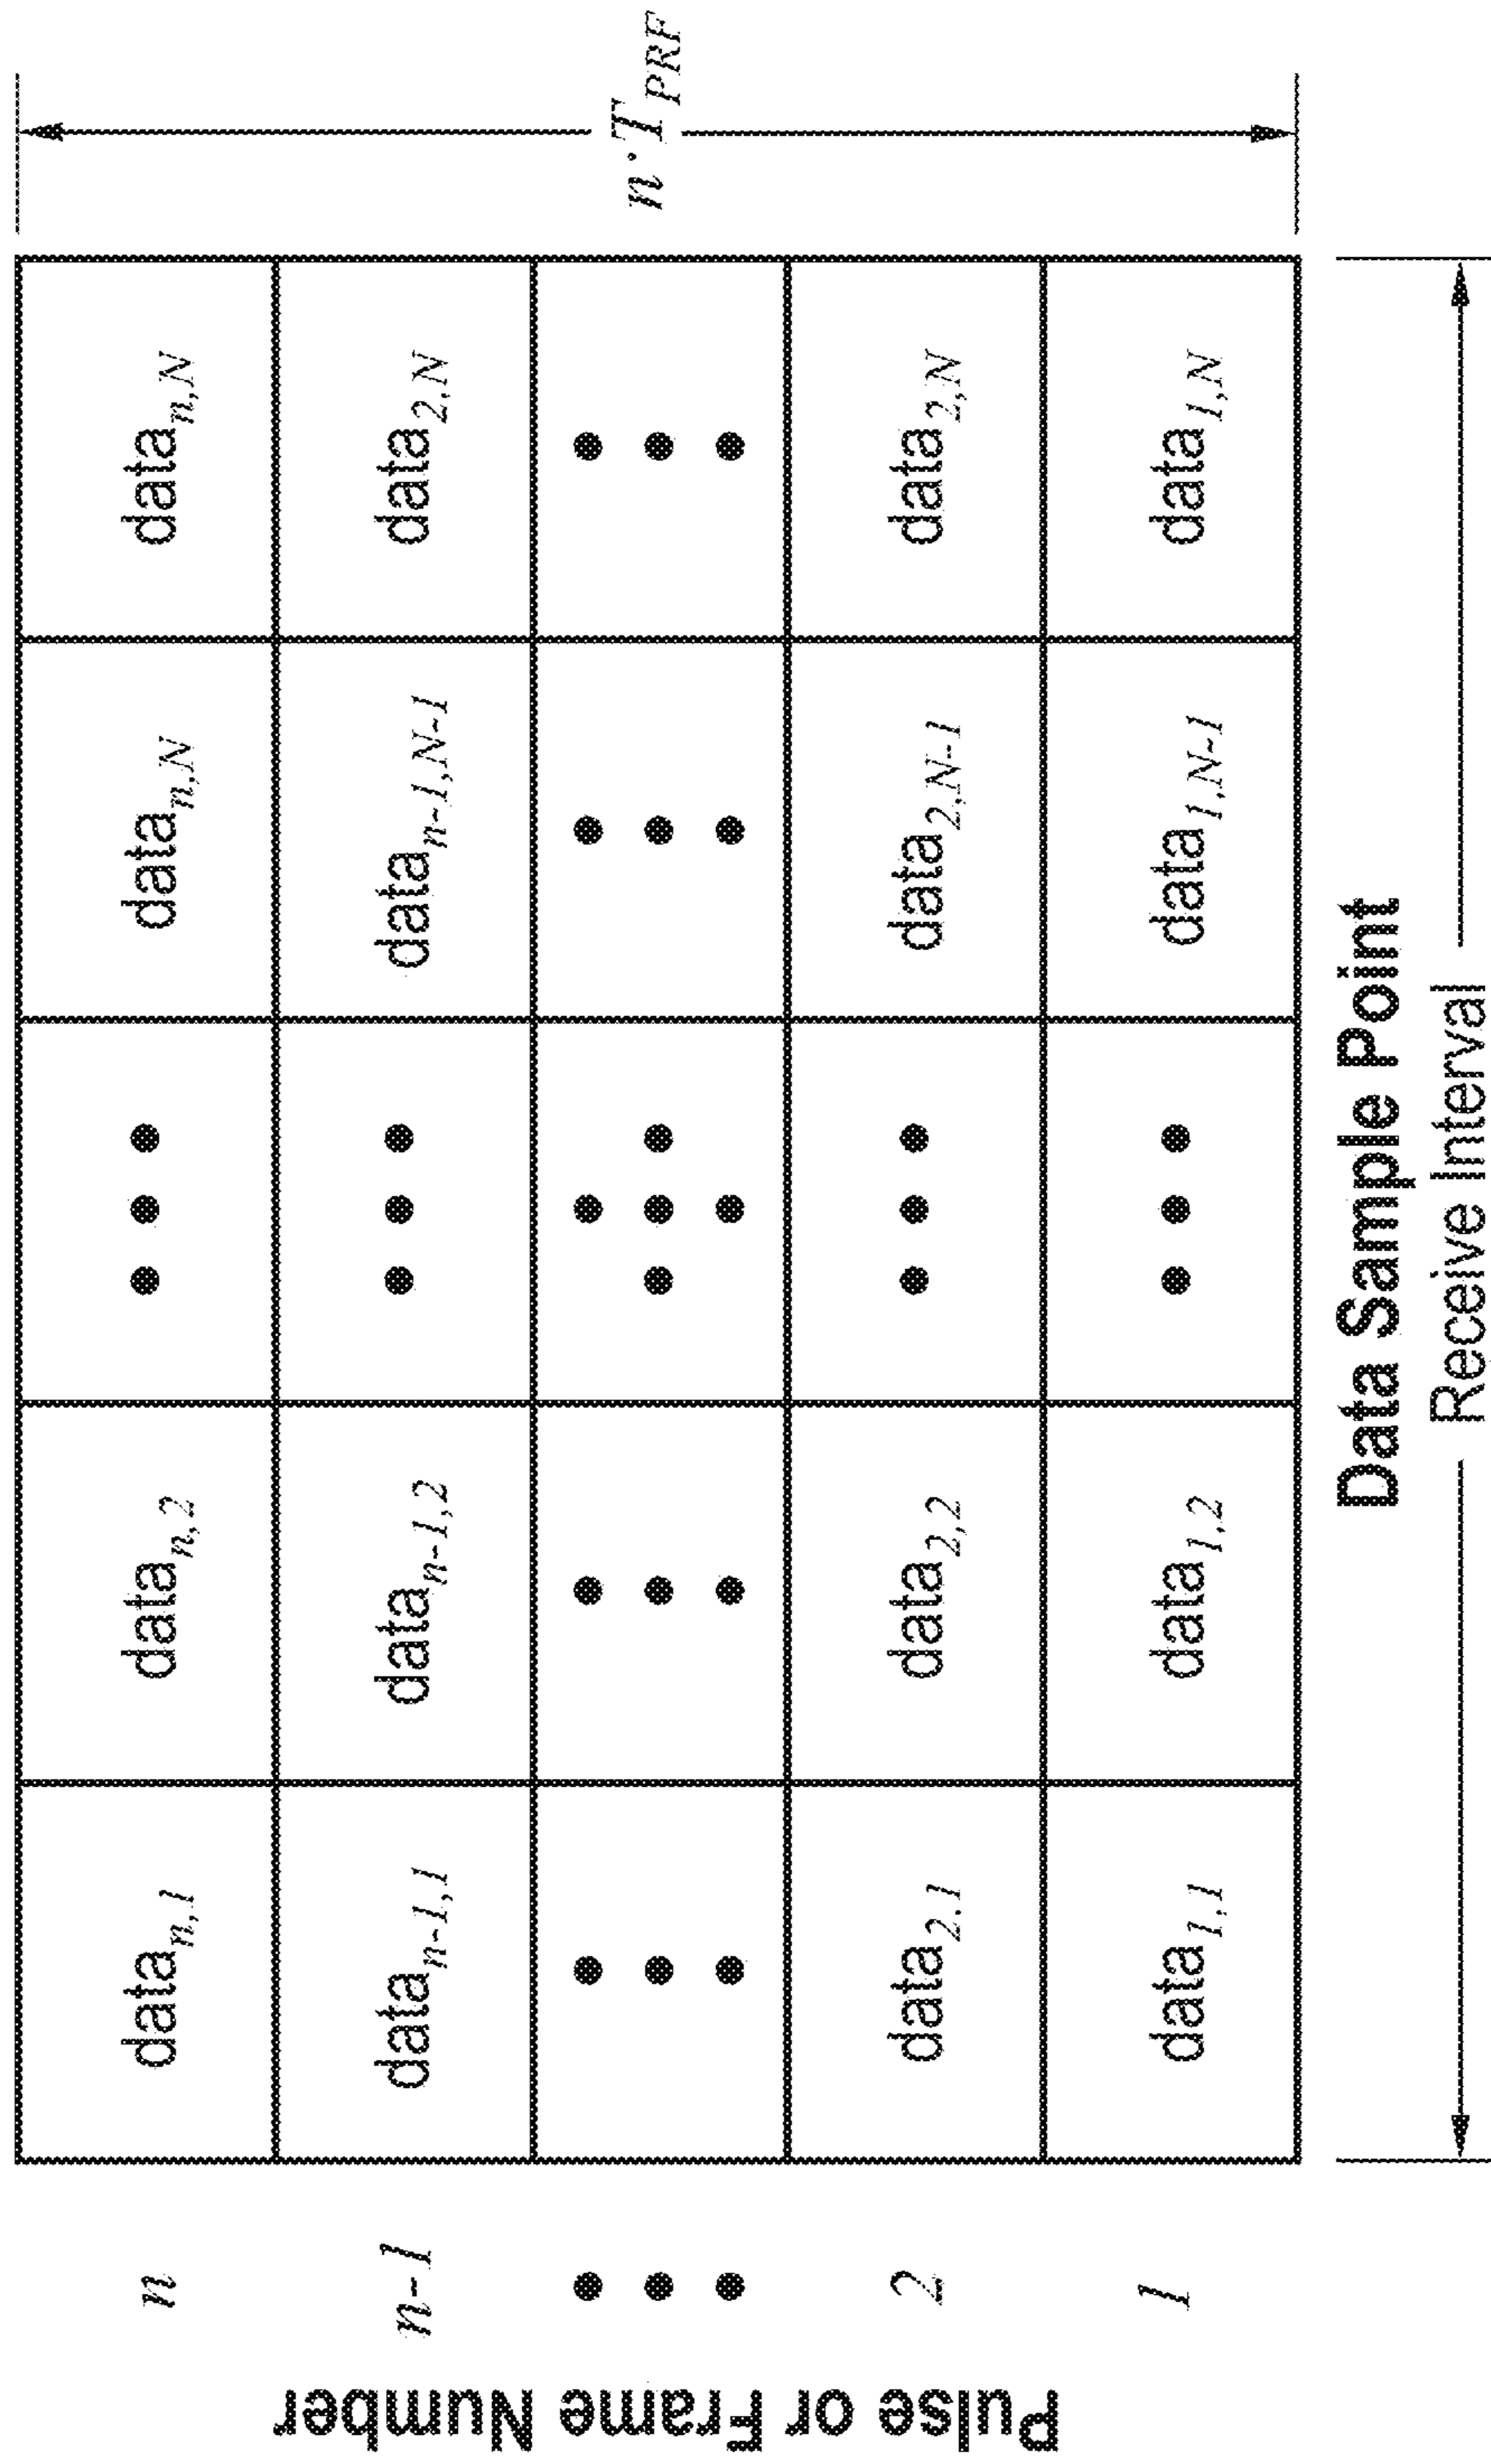 Pulse or Frame Number
n data_n,1 data_n,2 • • • data_n,N data_n,N
n-1 data_n-1,1 data_n-1,2 • • • data_n-1,N-1 data_2,N
2 data_2.1 data_2,2 • • • data_2,N-1 data_2,N
1 data_1,1 data_1,2 • • • data_1,N-1 data_1,N
n·T_PRF
Data Sample Point
Receive Interval